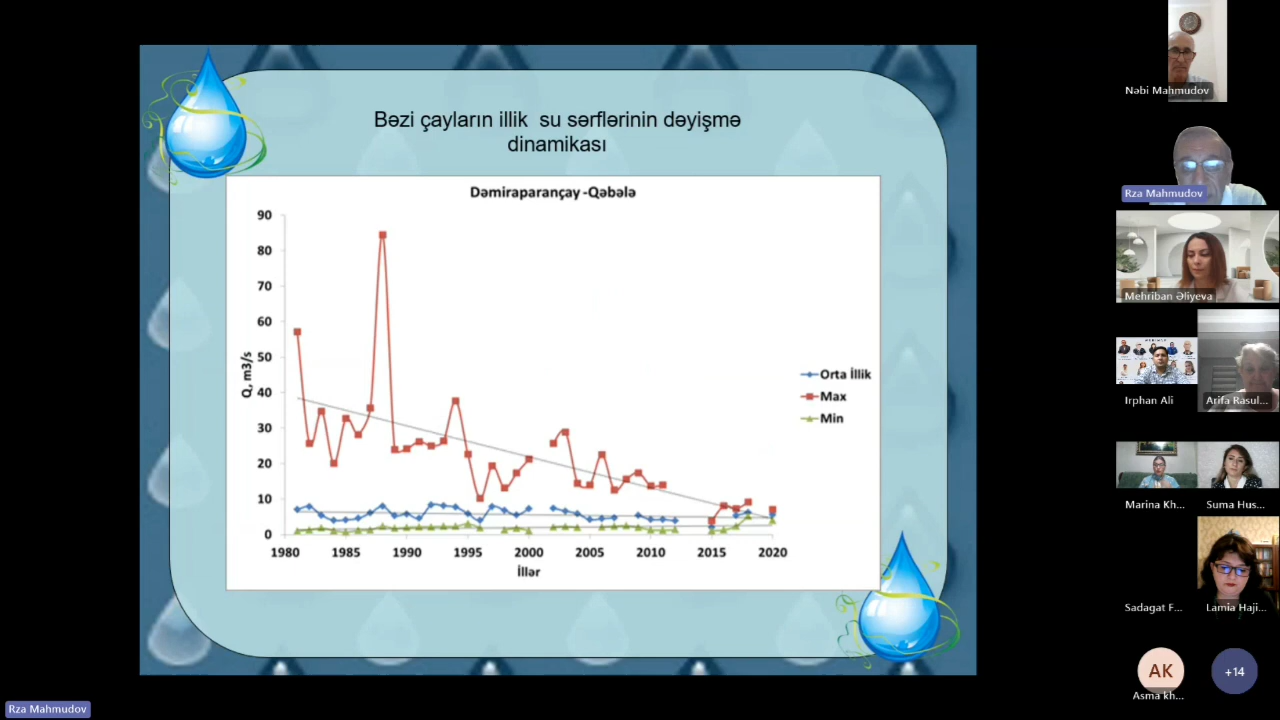 Bəzi çayların illik su sərflərinin dəyişmə
dinamikası
Dəmiraparançay -Qəbələ
90
80
70
60
50
40
30
20
10
0
Q, m3/s
1980 1985 1990 1995 2000 2005 2010 2015 2020
İllər
Orta İllik
Max
Min
Nəbi Mahmudov
Rza Mahmudov
Mehriban Əliyeva
Irphan Ali
Arifa Rasul...
Marina Kh...
Suma Hus...
Sadagat F...
Lamia Haji...
AK
Asma kh...
+14
Rza Mahmudov